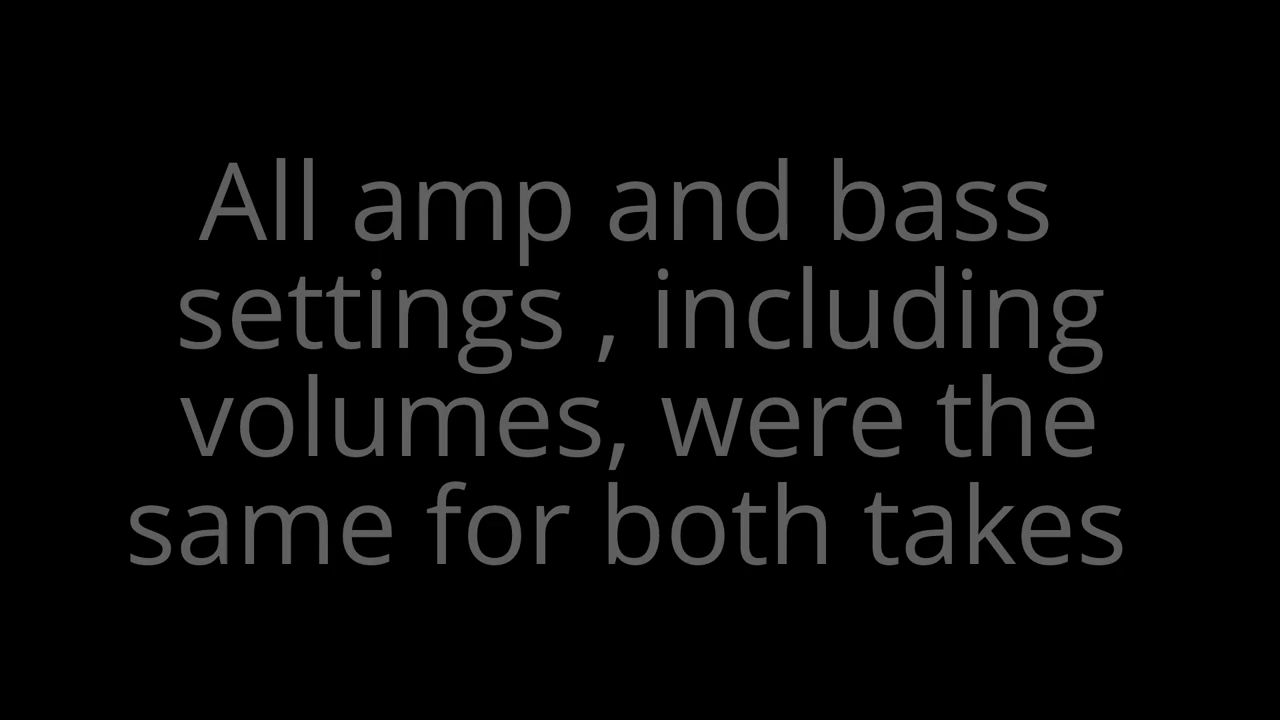 All amp and bass
settings , including
volumes, were the
same for both takes